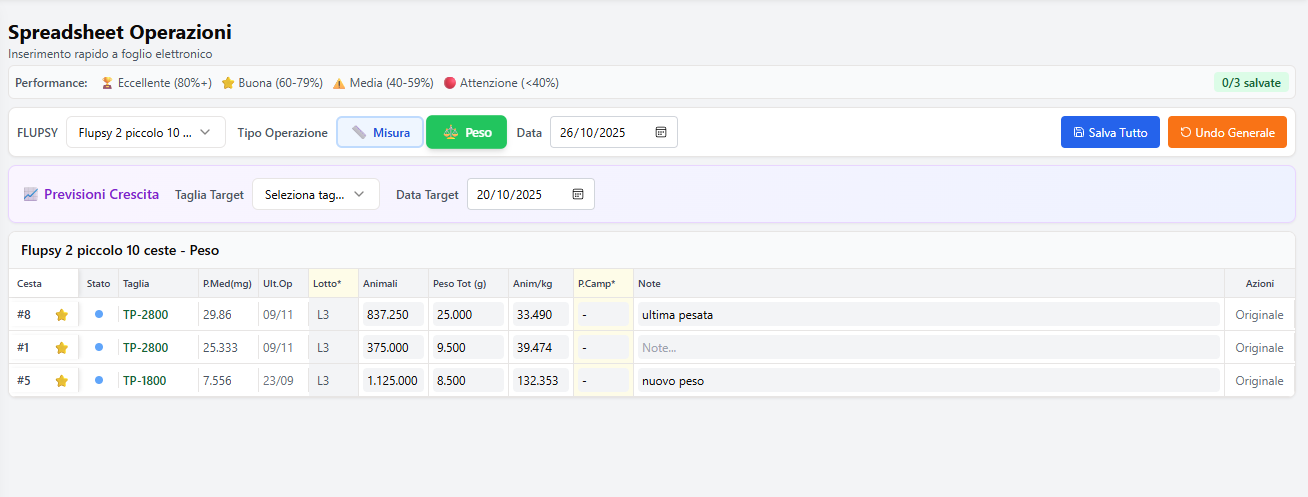 Spreadsheet Operazioni
Inserimento rapido a foglio elettronico
Performance: Eccellente (80%+) Buona (60-79%) Media (40-59%) Attenzione (<40%) 0/3 salvate
FLUPSY Flupsy 2 piccolo 10 ... Tipo Operazione Misura Peso Data 26/10/2025 Salva Tutto Undo Generale
Previsioni Crescita Taglia Target Seleziona tag... Data Target 20/10/2025
Flupsy 2 piccolo 10 ceste - Peso
Cesta Stato Taglia P.Med(mg) Ult.Op Lotto* Animali Peso Tot (g) Anim/kg P.Camp* Note Azioni
#8 TP-2800 29.86 09/11 L3 837.250 25.000 33.490 - ultima pesata Originale
#1 TP-2800 25.333 09/11 L3 375.000 9.500 39.474 - Note... Originale
#5 TP-1800 7.556 23/09 L3 1.125.000 8.500 132.353 - nuovo peso Originale